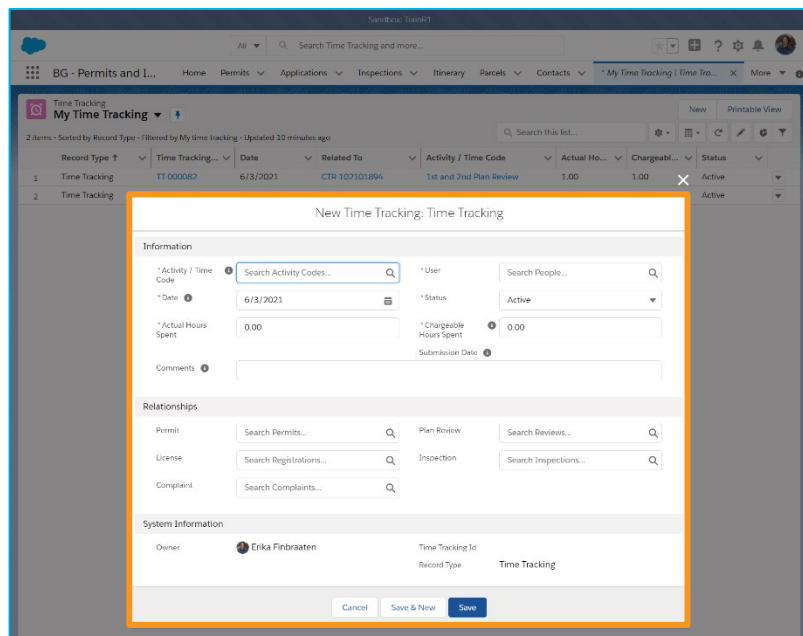 Sandbox: TorinR1
All
Search Time Tracking and more...
BG - Permits and I... Home Permits Applications Inspections Itinerary Parcels Contacts * My Time Tracking | Time Tra... More
Time Tracking
My Time Tracking
New Printable View
2 items • Sorted by Record Type • Filtered by My time tracking • Updated 10 minutes ago
Search this list...
Record Type ↑ Time Tracking... Date Related To Activity / Time Code Actual Ho... Chargeabl... Status
1 Time Tracking TT-000082 6/3/2021 CTR-102101894 1st and 2nd Plan Review 1.00 1.00 Active
2 Time Tracking Active
New Time Tracking: Time Tracking
Information
* Activity / Time Code Search Activity Codes... * User Search People...
* Date 6/3/2021 * Status Active
* Actual Hours Spent 0.00 * Chargeable Hours Spent 0.00
Submission Date
Comments
Relationships
Permit Search Permits... Plan Review Search Reviews...
License Search Registrations... Inspection Search Inspections...
Complaint Search Complaints...
System Information
Owner Erika Finbraaten Time Tracking Id
Record Type Time Tracking
Cancel Save & New Save